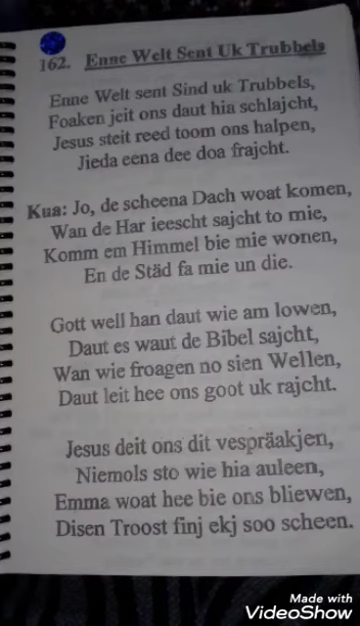 162. Enne Welt Sent Uk Trubbels
Enne Welt sent Sind uk Trubbels,
Foaken jeit ons daut hia schlajcht,
Jesus steit reed toom ons halpen,
Jieda eena dee doa frajcht.
Kua: Jo, de scheena Dach woat komen,
Wan de Har ieescht sajcht to mie,
Komm em Himmel bie mie wonen,
En de Städ fa mie un die.
Gott well han daut wie am lowen,
Daut es waut de Bibel sajcht,
Wan wie froagen no sien Wellen,
Daut leit hee ons goot uk rajcht.
Jesus deit ons dit vespräakjen,
Niemols sto wie hia auleen,
Emma woat hee bie ons bliewen,
Disen Troost finj ekj soo scheen.
Made with
VideoShow